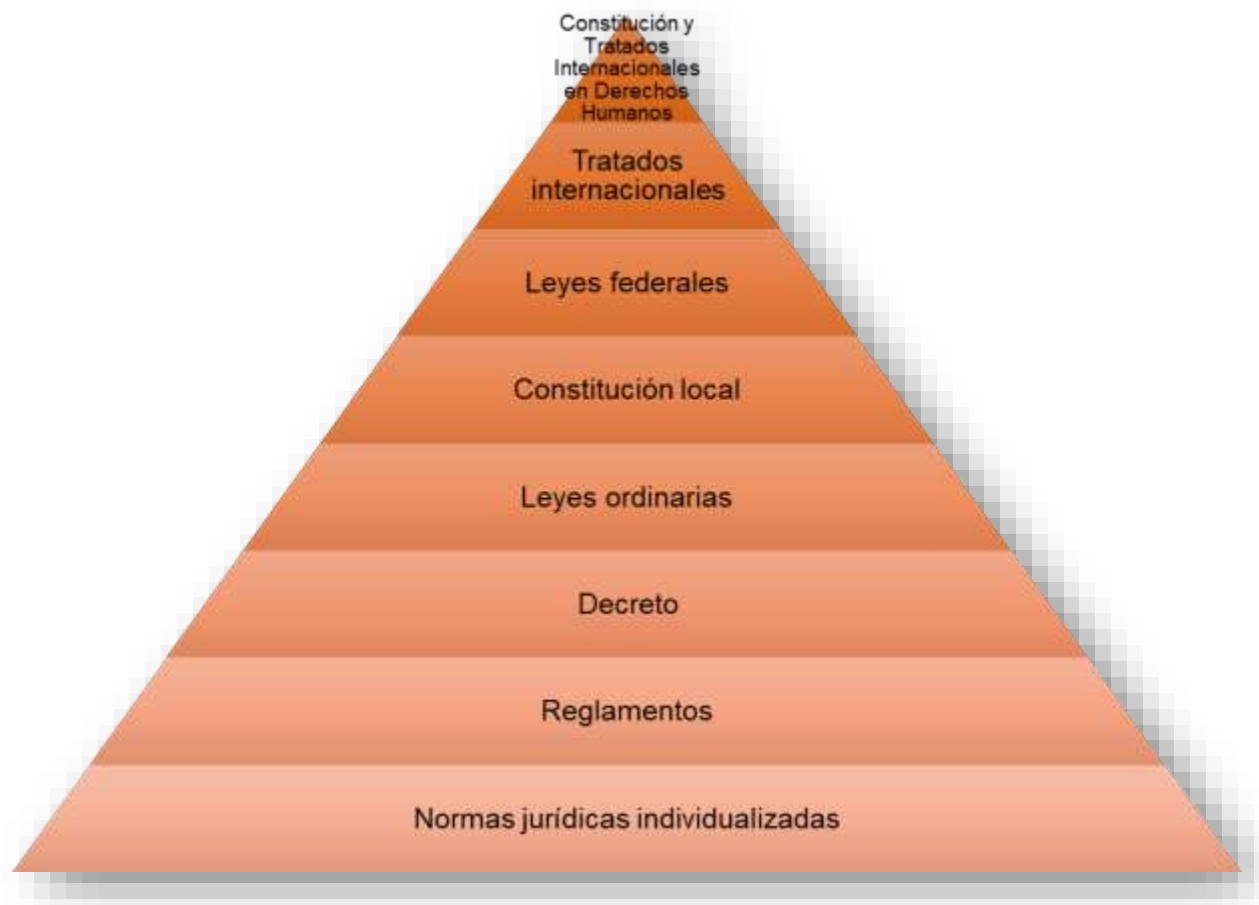 Constitución y
Tratados
Internacionales
en Derechos
Humanos
Tratados
internacionales
Leyes federales
Constitución local
Leyes ordinarias
Decreto
Reglamentos
Normas jurídicas individualizadas